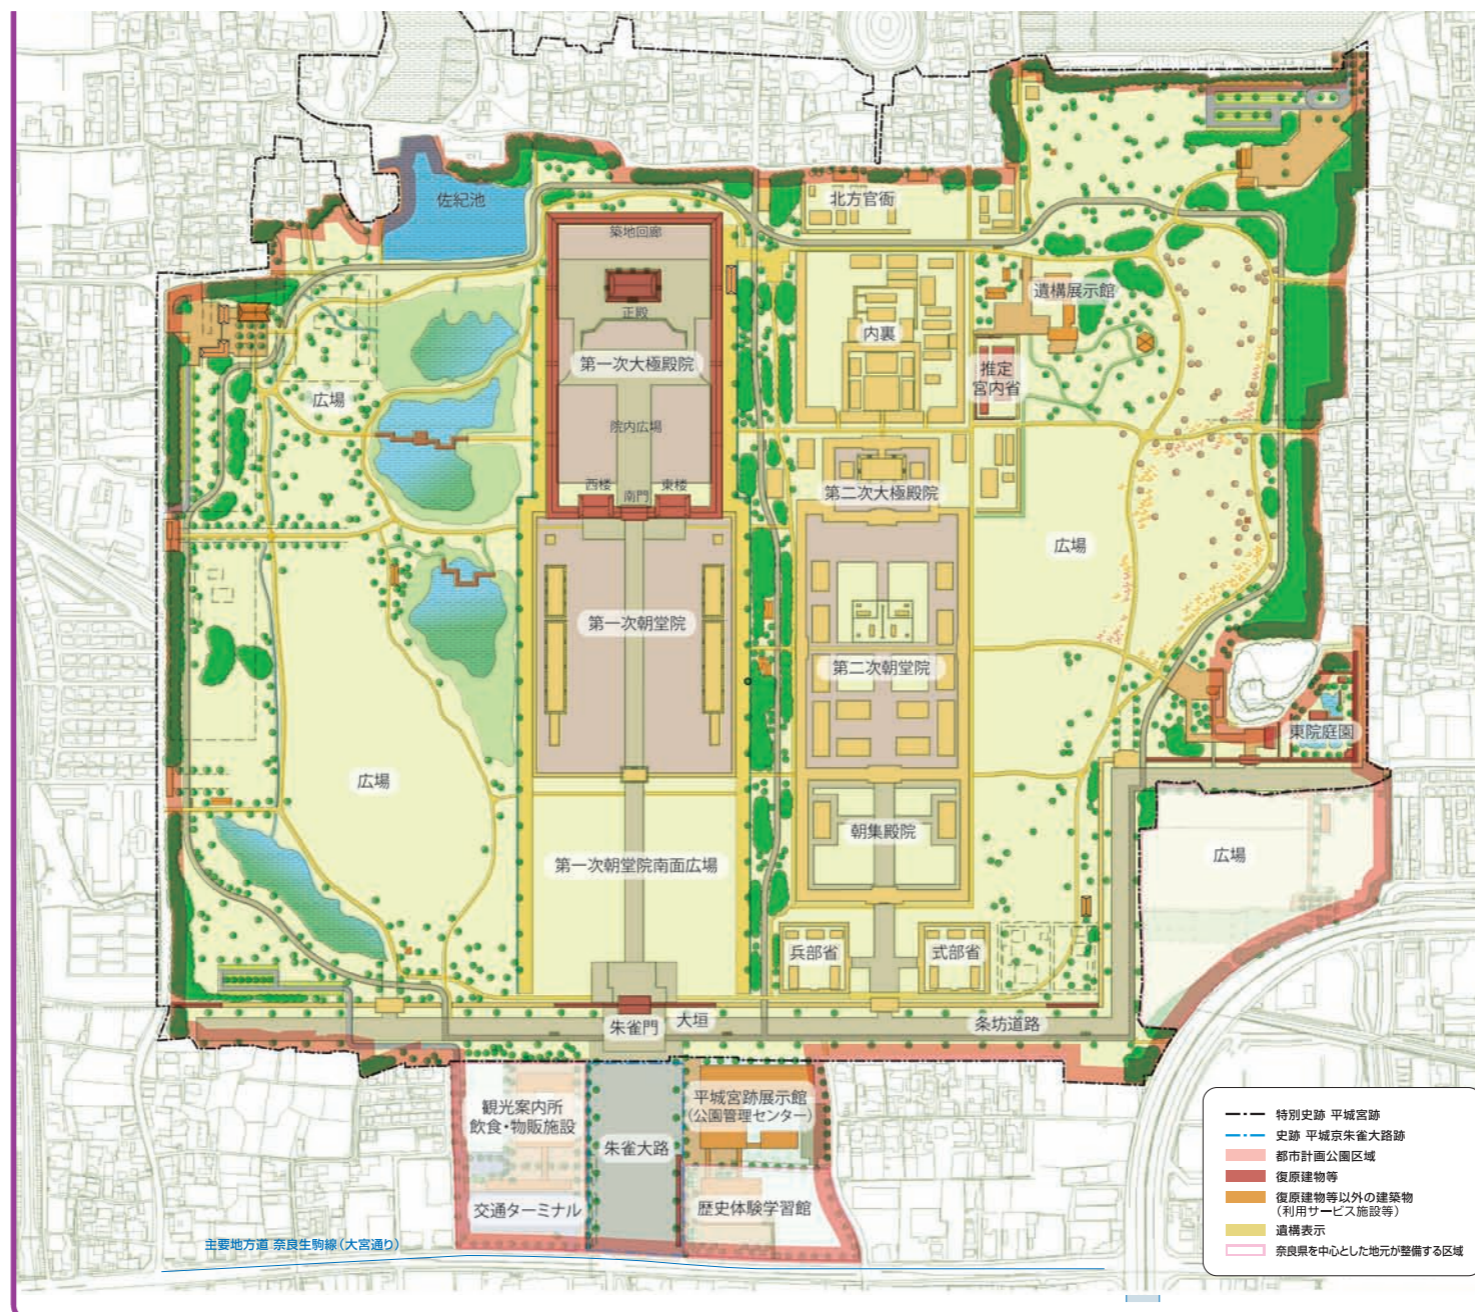 佐紀池
北方官衙
築地回廊
正殿
遺構展示館
内裏
第一次大極殿院
推定
宮内省
広場
院内広場
西楼
南門
東楼
第二次大極殿院
広場
第一次朝堂院
第二次朝堂院
東院庭園
広場
朝集殿院
広場
第一次朝堂院南面広場
兵部省
式部省
朱雀門
大垣
条坊道路
観光案内所
飲食・物販施設
平城宮跡展示館
(公園管理センター)
朱雀大路
交通ターミナル
歴史体験学習館
主要地方道 奈良生駒線(大宮通り)
特別史跡 平城宮跡
史跡 平城京朱雀大路跡
都市計画公園区域
復原建物等
復原建物等以外の建築物
(利用サービス施設等)
遺構表示
奈良県を中心とした地元が整備する区域